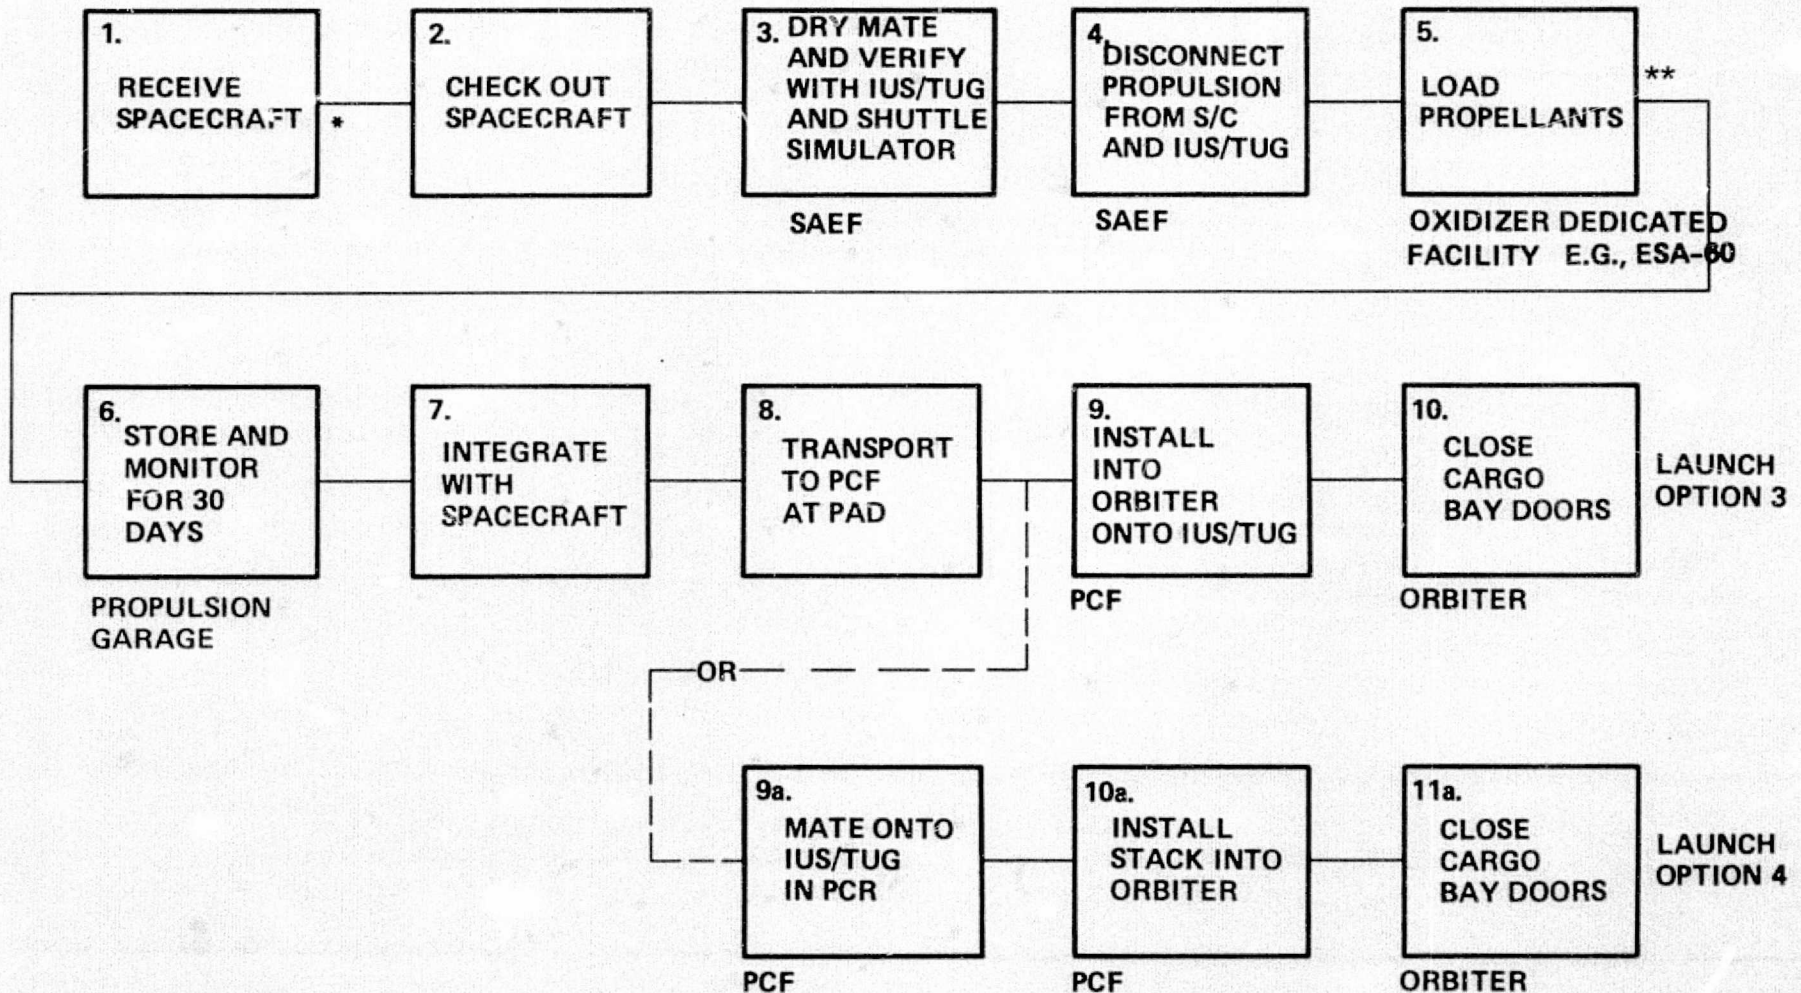 1.
RECEIVE
SPACECRAFT
*
2.
CHECK OUT
SPACECRAFT
3. DRY MATE
AND VERIFY
WITH IUS/TUG
AND SHUTTLE
SIMULATOR
SAEF
4.
DISCONNECT
PROPULSION
FROM S/C
AND IUS/TUG
SAEF
5.
LOAD
PROPELLANTS
**
OXIDIZER DEDICATED
FACILITY E.G., ESA-60
6.
STORE AND
MONITOR
FOR 30
DAYS
PROPULSION
GARAGE
7.
INTEGRATE
WITH
SPACECRAFT
8.
TRANSPORT
TO PCF
AT PAD
9.
INSTALL
INTO
ORBITER
ONTO IUS/TUG
PCF
10.
CLOSE
CARGO
BAY DOORS
ORBITER
LAUNCH
OPTION 3
OR
9a.
MATE ONTO
IUS/TUG
IN PCR
PCF
10a.
INSTALL
STACK INTO
ORBITER
PCF
11a.
CLOSE
CARGO
BAY DOORS
ORBITER
LAUNCH
OPTION 4